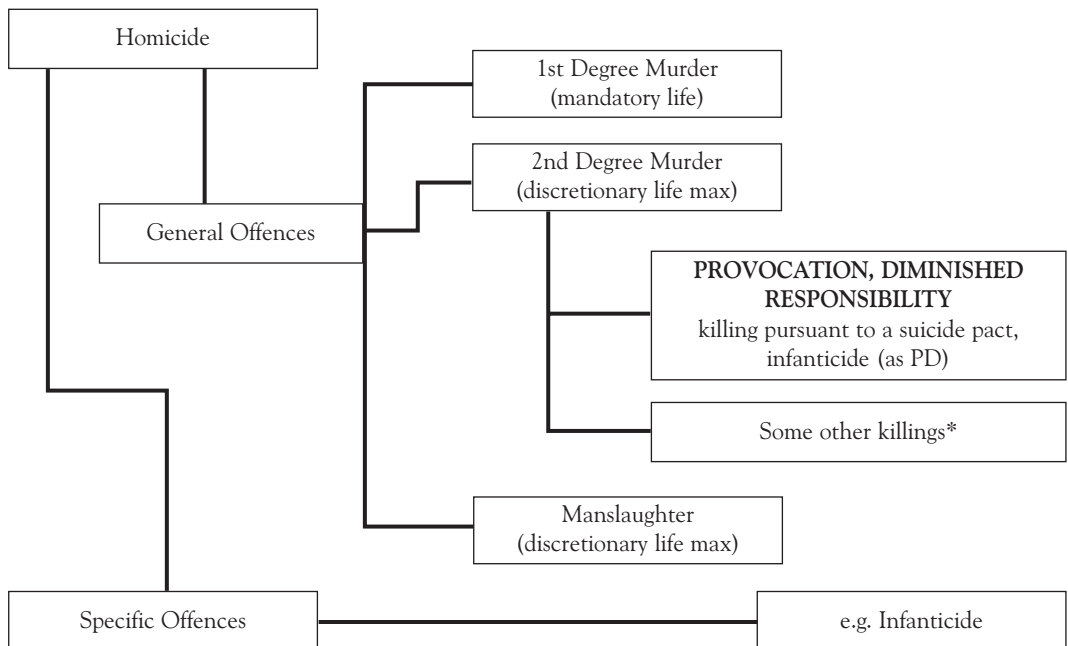 Homicide
1st Degree Murder
(mandatory life)
2nd Degree Murder
(discretionary life max)
General Offences
PROVOCATION, DIMINISHED
RESPONSIBILITY
killing pursuant to a suicide pact,
infanticide (as PD)
Some other killings*
Manslaughter
(discretionary life max)
Specific Offences
e.g. Infanticide